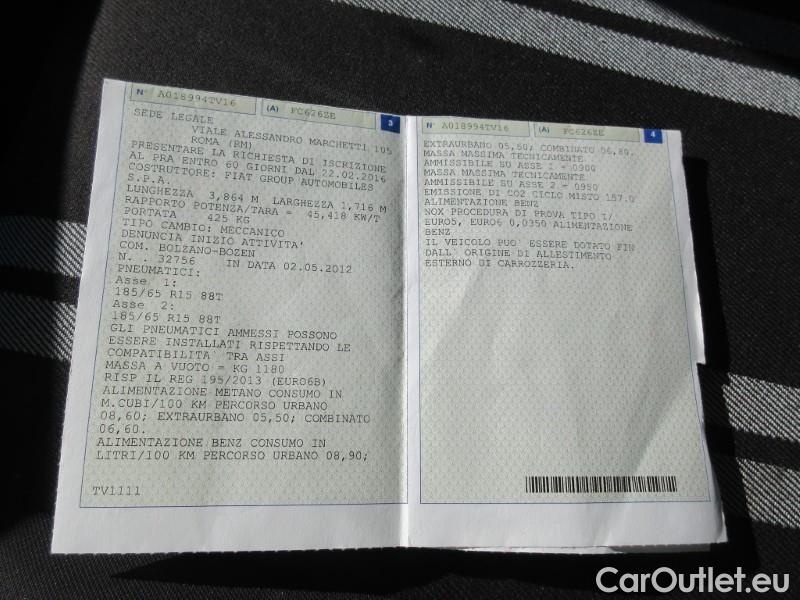 N° A018994TV16 (A) FC626ZE
3
SEDE LEGALE
VIALE ALESSANDRO MARCHETTI 105
ROMA (RM)
PRESENTARE LA RICHIESTA DI ISCRIZIONE
AL PRA ENTRO 60 GIORNI DAL 22.02.2016
COSTRUTTORE: FIAT GROUP AUTOMOBILES
S.P.A.
LUNGHEZZA 3,864 M LARGHEZZA 1,716 M
RAPPORTO POTENZA/TARA = 45,418 KW/T
PORTATA 425 KG
TIPO CAMBIO: MECCANICO
DENUNCIA INIZIO ATTIVITA'
COM. BOLZANO-BOZEN
N. . 32756 IN DATA 02.05.2012
PNEUMATICI:
Asse 1:
185/65 R15 88T
Asse 2:
185/65 R15 88T
GLI PNEUMATICI AMMESSI POSSONO
ESSERE INSTALLATI RISPETTANDO LE
COMPATIBILITA' TRA ASSI
MASSA A VUOTO = KG 1180
RISP IL REG 195/2013 (EURO6B)
ALIMENTAZIONE METANO CONSUMO IN
M.CUBI/100 KM PERCORSO URBANO
08,60; EXTRAURBANO 05,50; COMBINATO
06,60.
ALIMENTAZIONE BENZ CONSUMO IN
LITRI/100 KM PERCORSO URBANO 08,90;
TV1111
N° A018994TV16 (A) FC626ZE
4
EXTRAURBANO 05,50; COMBINATO 06,80.
MASSA MASSIMA TECNICAMENTE
AMMISSIBILE SU ASSE 1 = 0900
MASSA MASSIMA TECNICAMENTE
AMMISSIBILE SU ASSE 2 = 0950
EMISSIONE DI CO2 CICLO MISTO 157.0
ALIMENTAZIONE BENZ
NOX PROCEDURA DI PROVA TIPO I/
EURO5, EURO6 0,0350 ALIMENTAZIONE
BENZ
IL VEICOLO PUO' ESSERE DOTATO FIN
DALL' ORIGINE DI ALLESTIMENTO
ESTERNO DI CARROZZERIA.
CarOutlet.eu